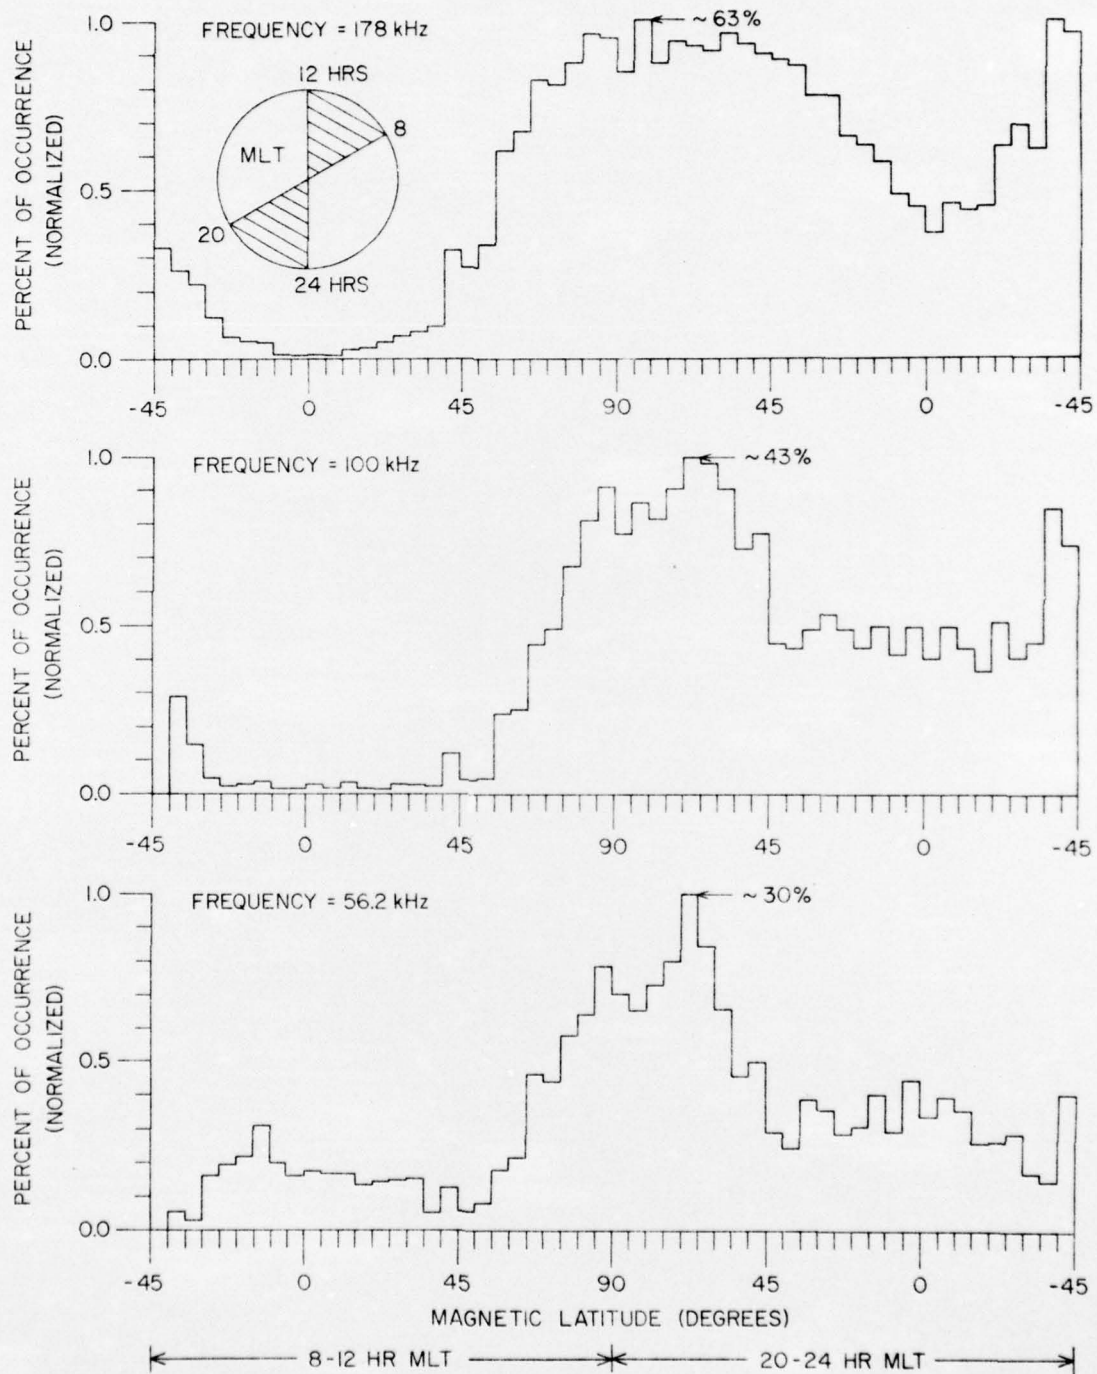 FREQUENCY = 178 kHz
~63%
12 HRS
8
MLT
20
24 HRS
PERCENT OF OCCURRENCE
(NORMALIZED)
1.0
0.5
0.0
-45 0 45 90 45 0 -45
FREQUENCY = 100 kHz
~43%
PERCENT OF OCCURRENCE
(NORMALIZED)
1.0
0.5
0.0
-45 0 45 90 45 0 -45
FREQUENCY = 56.2 kHz
~30%
PERCENT OF OCCURRENCE
(NORMALIZED)
1.0
0.5
0.0
-45 0 45 90 45 0 -45
MAGNETIC LATITUDE (DEGREES)
8-12 HR MLT
20-24 HR MLT